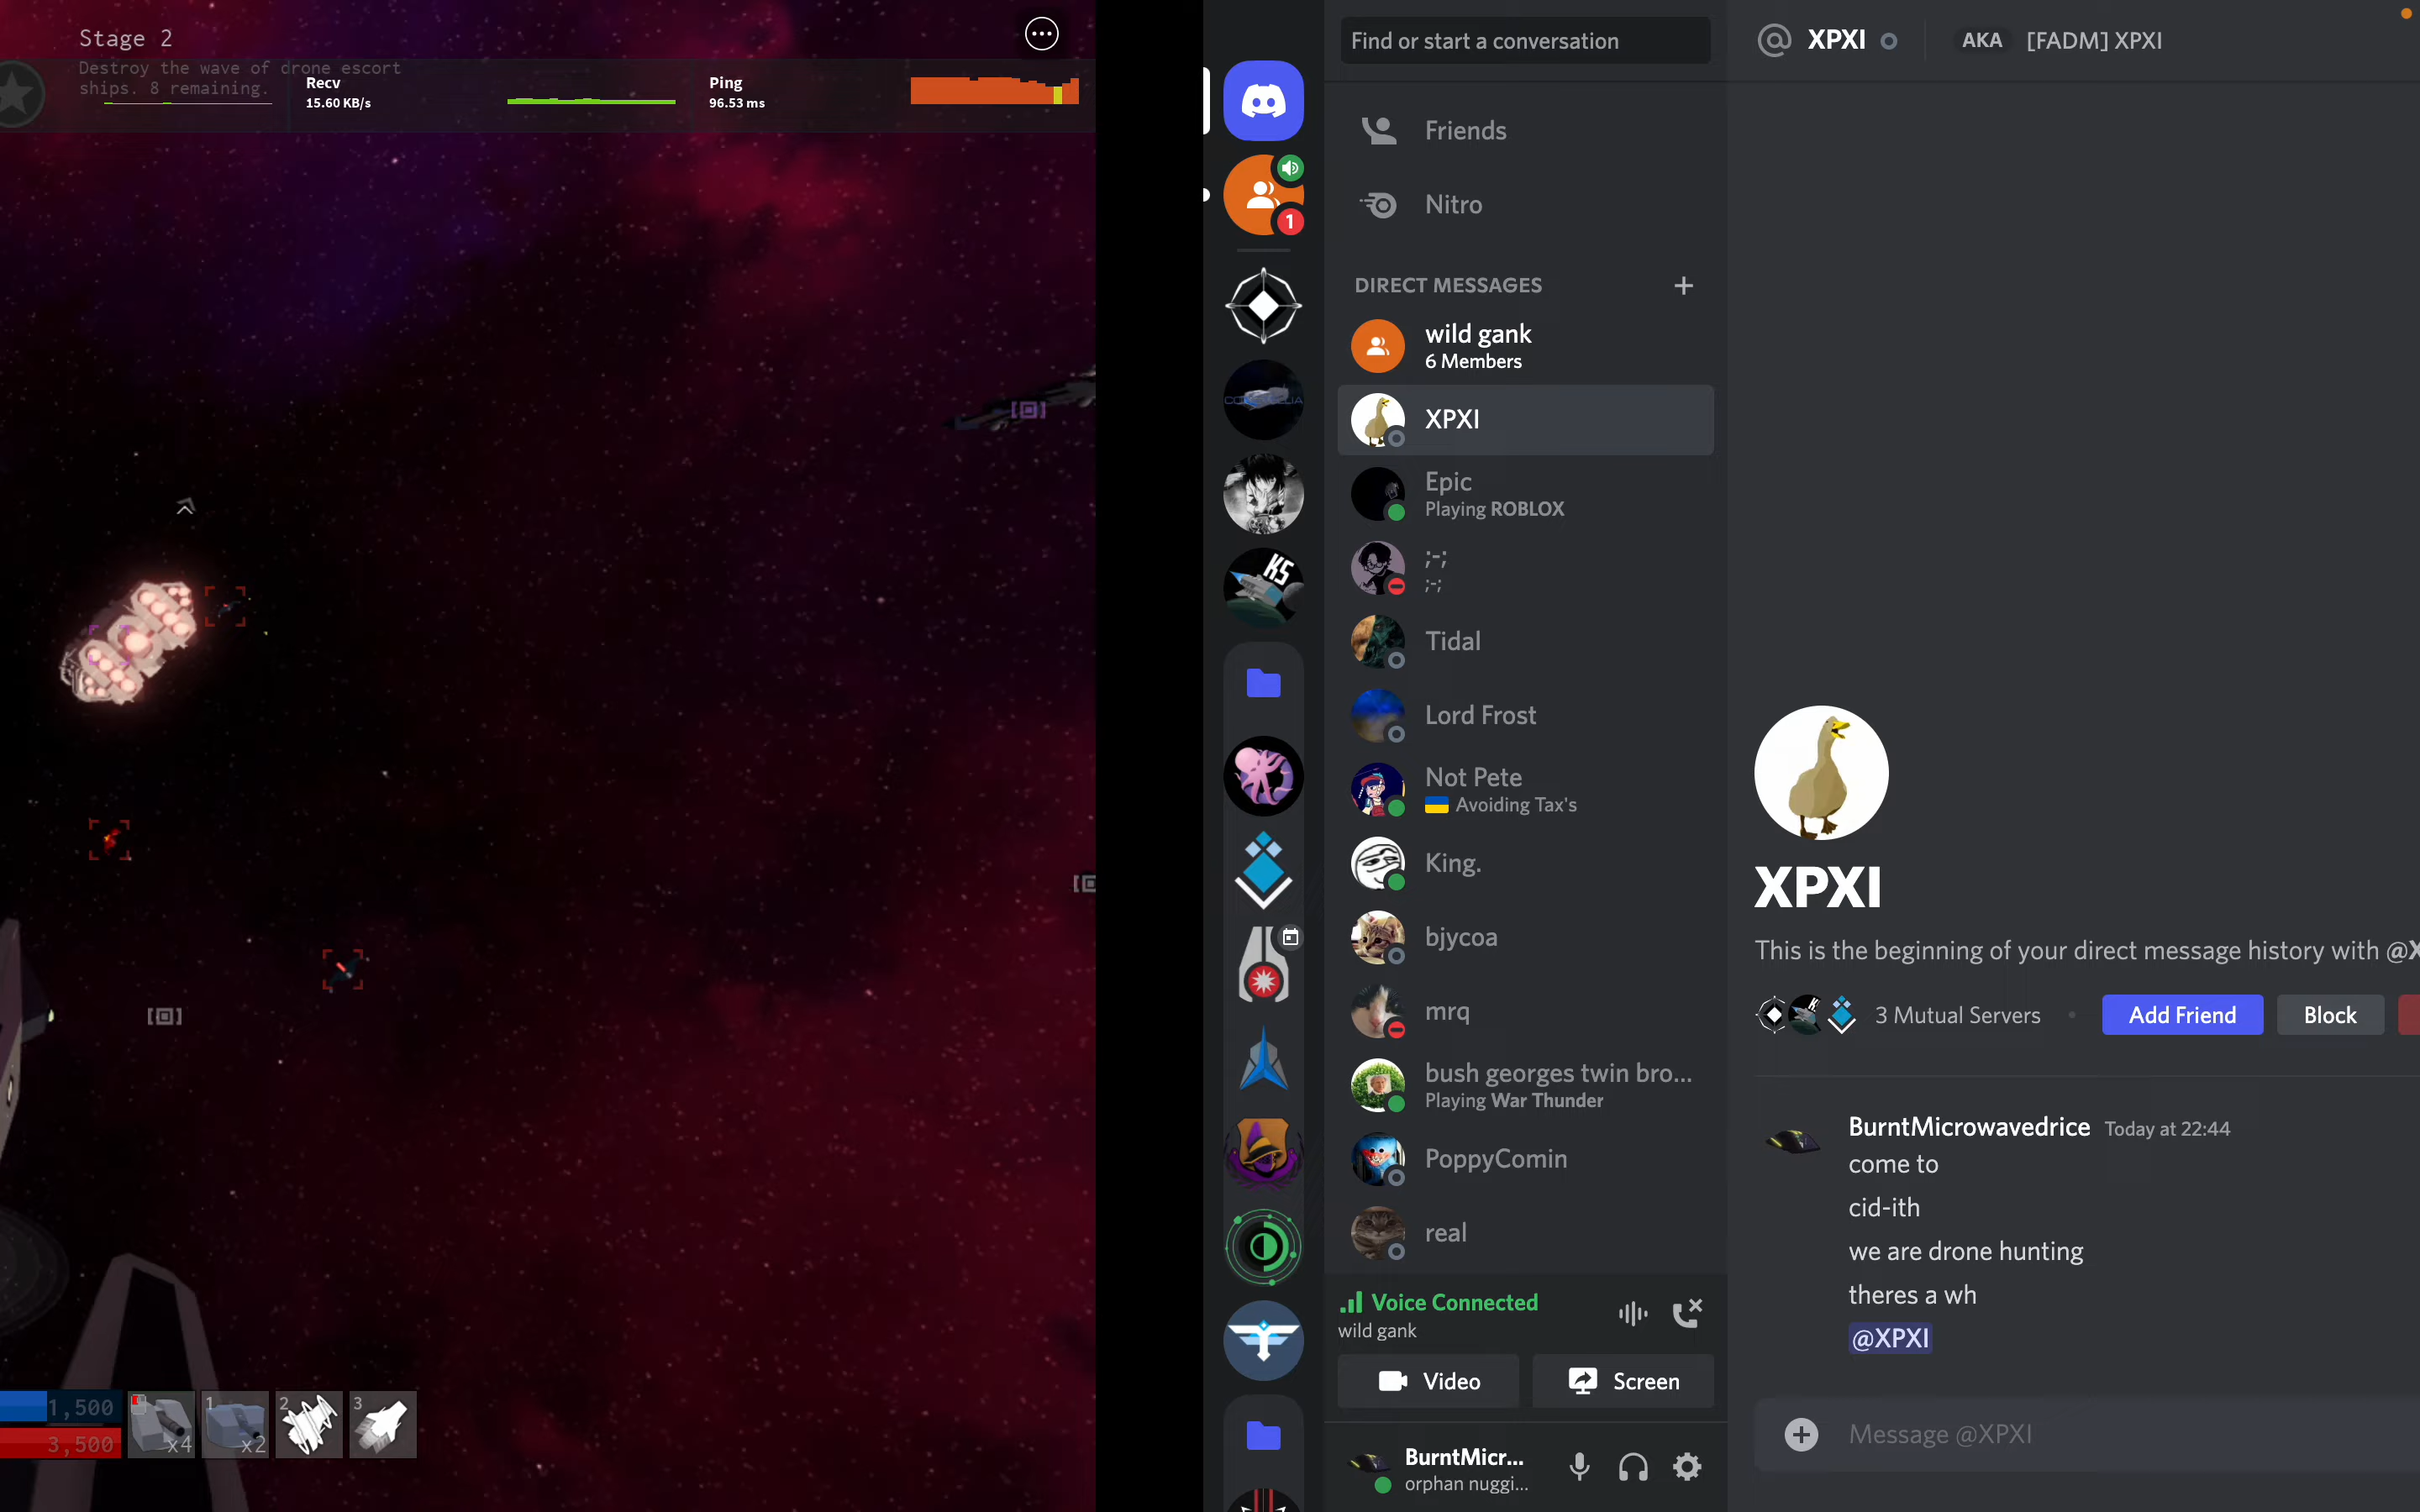 Stage 2
Destroy the wave of drone escort
ships. 8 remaining.
Recv
15.60 KB/s
Ping
96.53 ms
1,500
3,500
x4
1
x2
2
3
1
KS
Find or start a conversation
Friends
Nitro
DIRECT MESSAGES
wild gank
6 Members
XPXI
Epic
Playing ROBLOX
;-;
;-;
Tidal
Lord Frost
Not Pete
Avoiding Tax's
King.
bjycoa
mrq
bush georges twin bro...
Playing War Thunder
PoppyComin
real
Voice Connected
wild gank
Video
Screen
BurntMicr...
orphan nuggi...
XPXI
AKA
[FADM] XPXI
XPXI
This is the beginning of your direct message history with @X
3 Mutual Servers
Add Friend
Block
BurntMicrowavedrice Today at 22:44
come to
cid-ith
we are drone hunting
theres a wh
@XPXI
Message @XPXI